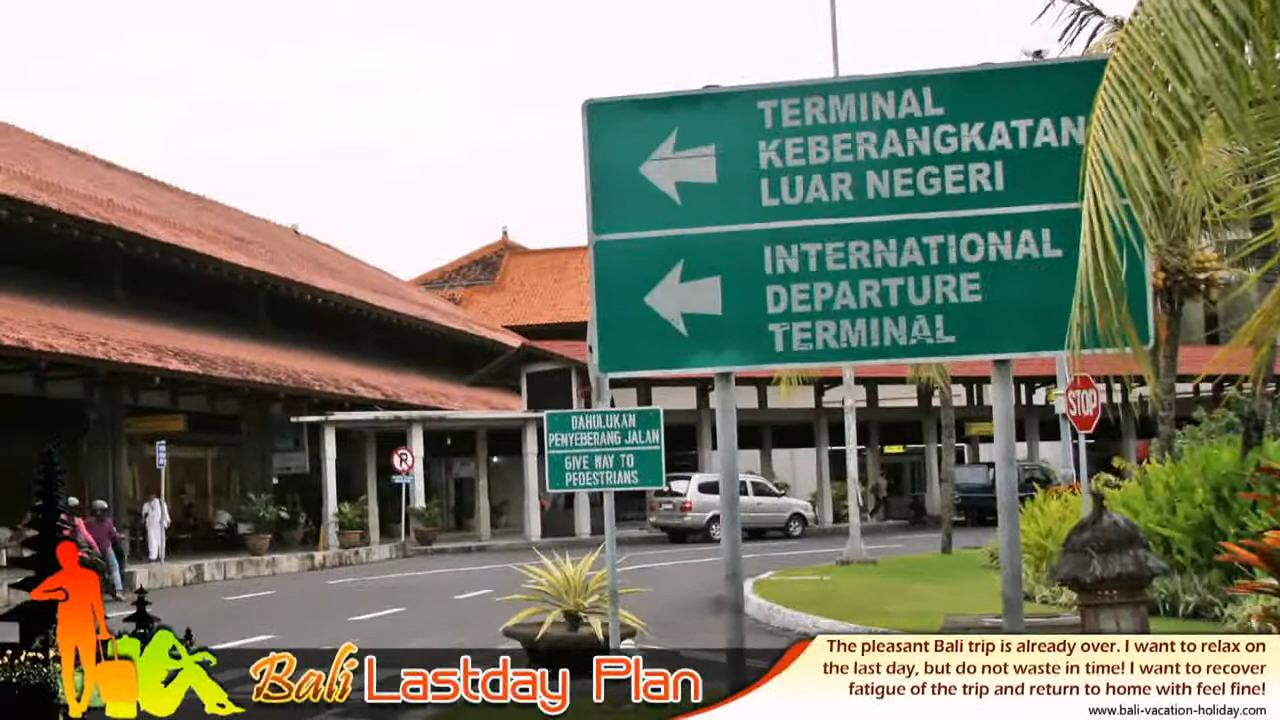 TERMINAL
KEBERANGKATAN
LUAR NEGERI
INTERNATIONAL
DEPARTURE
TERMINAL
STOP
DAHULUKAN
PENYEBERANG JALAN
GIVE WAY TO
PEDESTRIANS
Bali Lastday Plan
The pleasant Bali trip is already over. I want to relax on
the last day, but do not waste in time! I want to recover
fatigue of the trip and return to home with feel fine!
www.bali-vacation-holiday.com